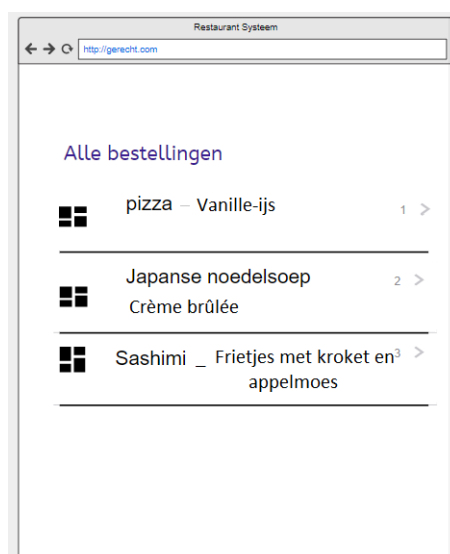 Restaurant Systeem
http://gerecht.com
Alle bestellingen
pizza – Vanille-ijs 1 >
Japanse noedelsoep 2 >
Crème brûlée
Sashimi _ Frietjes met kroket en 3 >
appelmoes